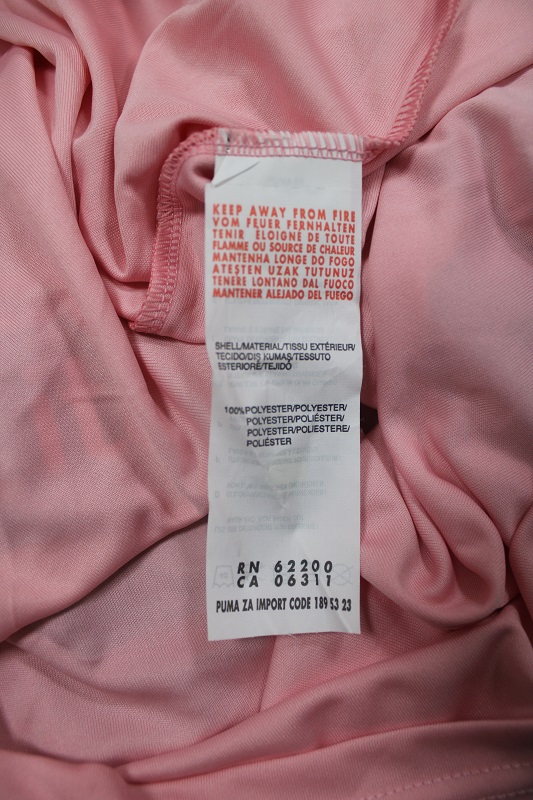 KEEP AWAY FROM FIRE
VOM FEUER FERNHALTEN
TENIR ELOIGNÉ DE TOUTE
FLAMME OU SOURCE DE CHALEUR
MANTENHA LONGE DO FOGO
ATEŞTEN UZAK TUTUNUZ
TENERE LONTANO DAL FUOCO
MANTENER ALEJADO DEL FUEGO
SHELL/MATERIAL/TISSU EXTÉRIEUR/
TECIDO/DIŞ KUMAŞ/TESSUTO
ESTERIORÉ/TEJIDÓ
100%POLYESTER/POLYESTER/
POLYESTER/POLIÉSTER/
POLYESTER/POLIESTERE/
POLIÉSTER
RN 62200
CA 06311
PUMA ZA IMPORT CODE 189 53 23